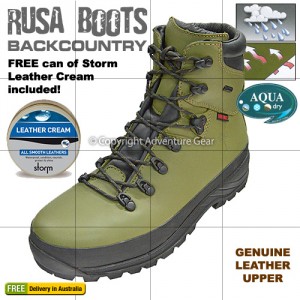 RUSA BOOTS
BACKCOUNTRY
FREE can of Storm
Leather Cream
included!
AQUA
dry
LEATHER CREAM
ALL SMOOTH LEATHERS
storm
© Copyright Adventure Gear
GENUINE
LEATHER
UPPER
FREE Delivery in Australia